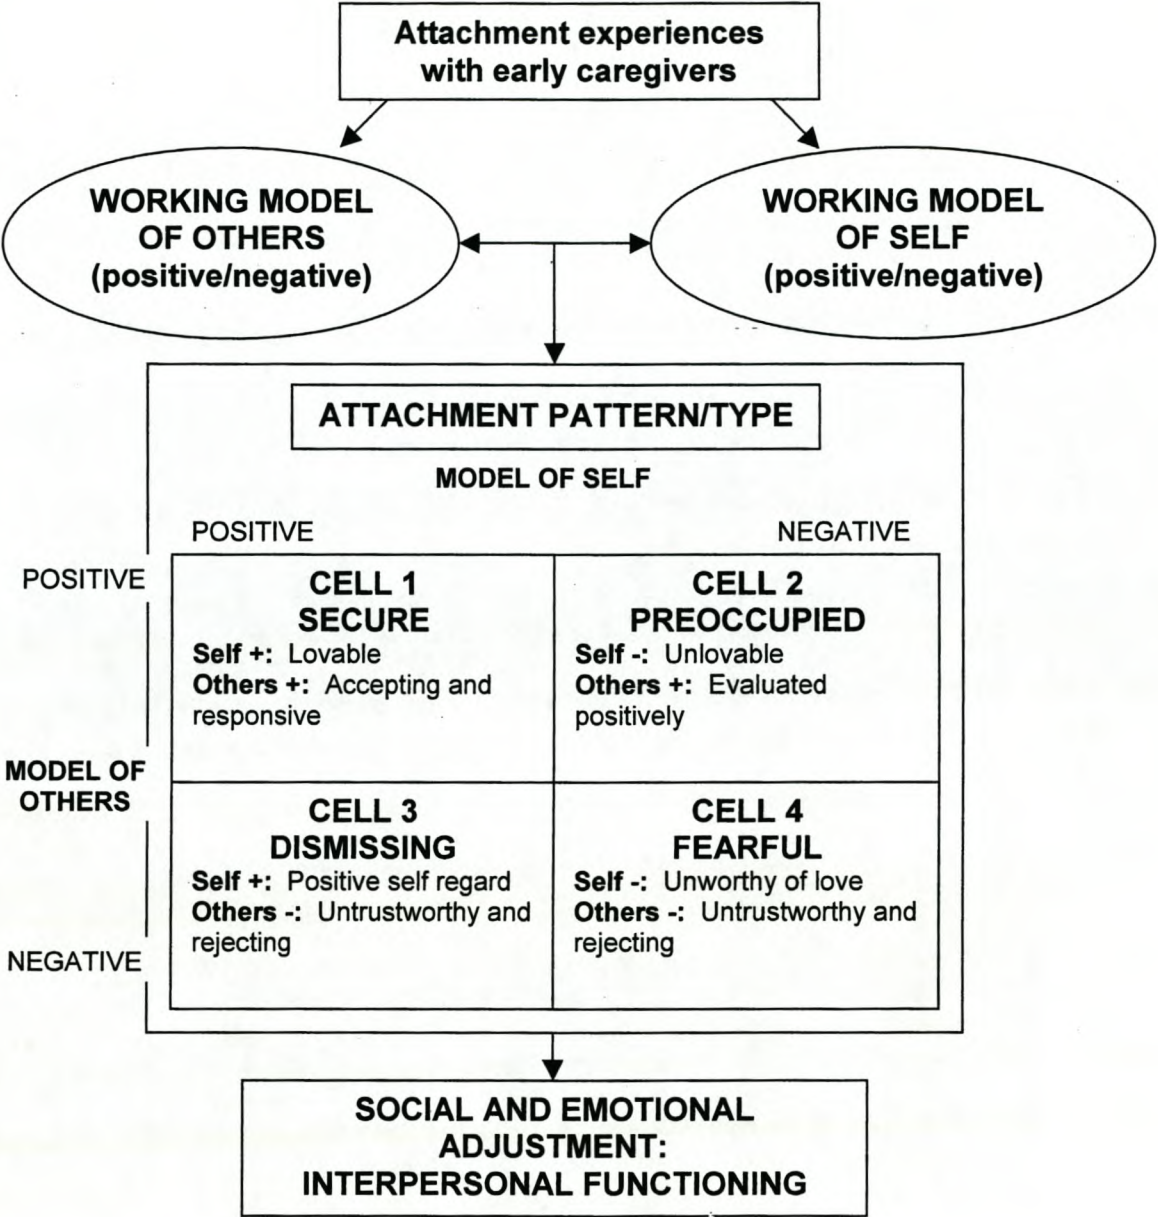 Attachment experiences
with early caregivers
WORKING MODEL
OF OTHERS
(positive/negative)
WORKING MODEL
OF SELF
(positive/negative)
ATTACHMENT PATTERN/TYPE
MODEL OF SELF
POSITIVE
NEGATIVE
POSITIVE
MODEL OF
OTHERS
NEGATIVE
CELL 1
SECURE
Self +: Lovable
Others +: Accepting and
responsive
CELL 2
PREOCCUPIED
Self -: Unlovable
Others +: Evaluated
positively
CELL 3
DISMISSING
Self +: Positive self regard
Others -: Untrustworthy and
rejecting
CELL 4
FEARFUL
Self -: Unworthy of love
Others -: Untrustworthy and
rejecting
SOCIAL AND EMOTIONAL
ADJUSTMENT:
INTERPERSONAL FUNCTIONING